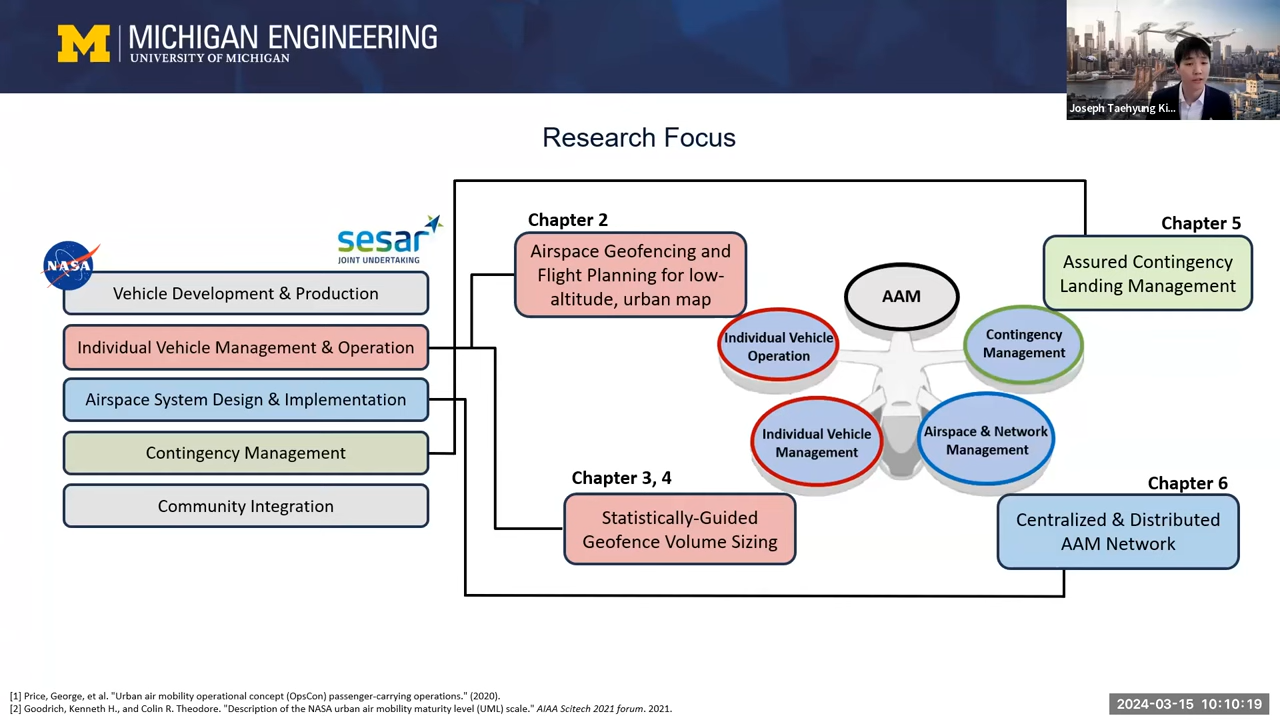 MICHIGAN ENGINEERING
UNIVERSITY OF MICHIGAN
Joseph Taehyung Ki...
Research Focus
NASA
sesar
JOINT UNDERTAKING
Vehicle Development & Production
Individual Vehicle Management & Operation
Airspace System Design & Implementation
Contingency Management
Community Integration
Chapter 2
Airspace Geofencing and
Flight Planning for low-
altitude, urban map
Chapter 3, 4
Statistically-Guided
Geofence Volume Sizing
AAM
Individual Vehicle
Operation
Contingency
Management
Individual Vehicle
Management
Airspace & Network
Management
Chapter 5
Assured Contingency
Landing Management
Chapter 6
Centralized & Distributed
AAM Network
[1] Price, George, et al. "Urban air mobility operational concept (OpsCon) passenger-carrying operations." (2020).
[2] Goodrich, Kenneth H., and Colin R. Theodore. "Description of the NASA urban air mobility maturity level (UML) scale." AIAA Scitech 2021 forum. 2021.
2024-03-15 10:10:19